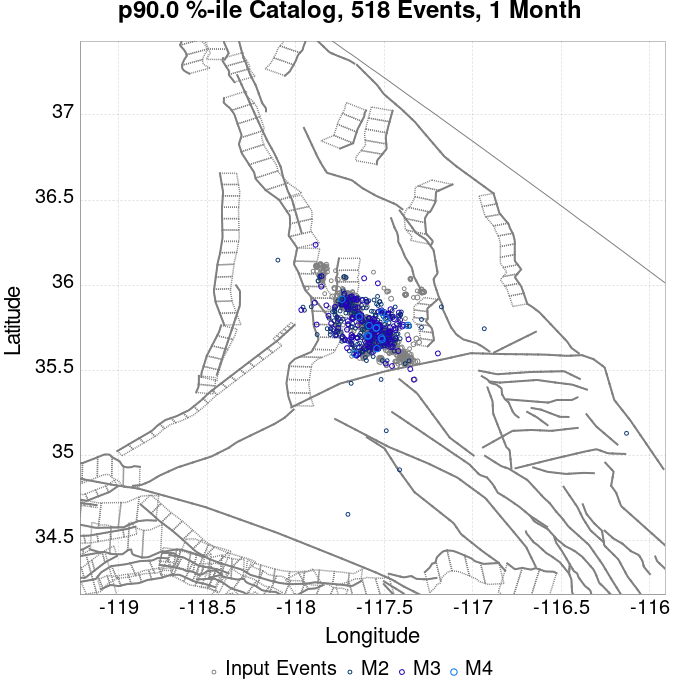 p90.0 %-ile Catalog, 518 Events, 1 Month
37
36.5
36
35.5
35
34.5
Latitude
-119
-118.5
-118
-117.5
-117
-116.5
-116
Longitude
Input Events
M2
M3
M4